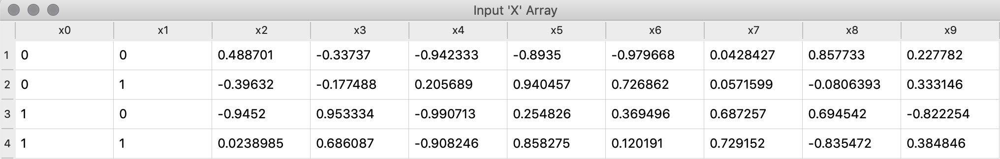 Input 'X' Array
x0 x1 x2 x3 x4 x5 x6 x7 x8 x9
1 0 0 0.488701 -0.33737 -0.942333 -0.8935 -0.979668 0.0428427 0.857733 0.227782
2 0 1 -0.39632 -0.177488 0.205689 0.940457 0.726862 0.0571599 -0.0806393 0.333146
3 1 0 -0.9452 0.953334 -0.990713 0.254826 0.369496 0.687257 0.694542 -0.822254
4 1 1 0.0238985 0.686087 -0.908246 0.858275 0.120191 0.729152 -0.835472 0.384846